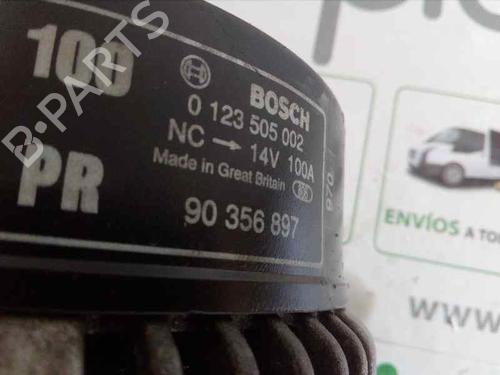 100
PR
BOSCH
0 123 505 002
NC → 14V 100A
Made in Great Britain
90 356 897
B-PARTS
ENVÍOS
A TO